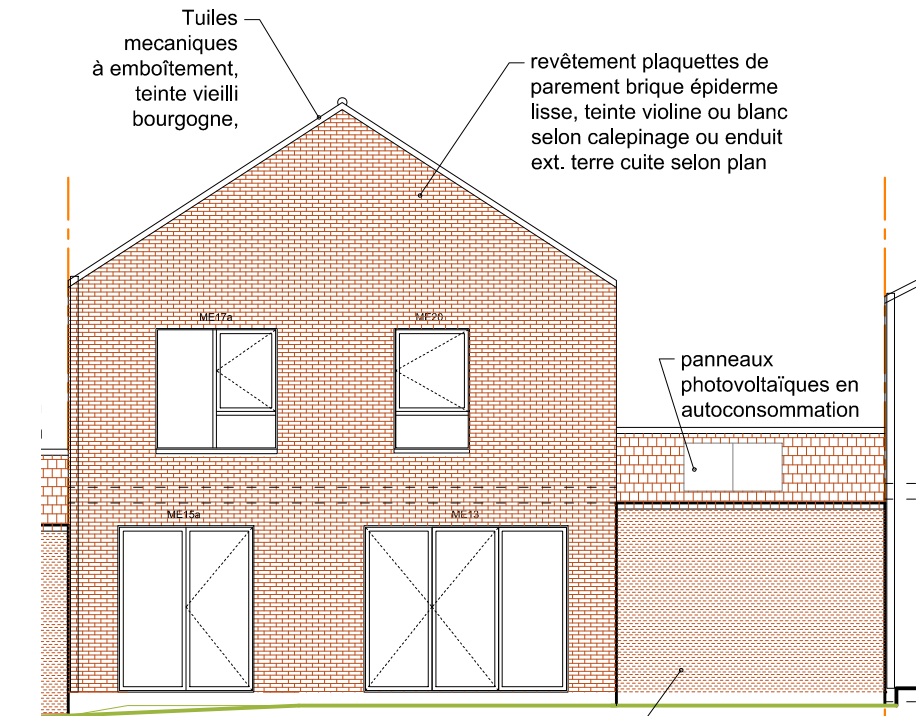 Tuiles
mecaniques
à emboîtement,
teinte vieilli
bourgogne,
revêtement plaquettes de
parement brique épiderme
lisse, teinte violine ou blanc
selon calepinage ou enduit
ext. terre cuite selon plan
ME17a
ME20
panneaux
photovoltaïques en
autoconsommation
ME15a
ME13